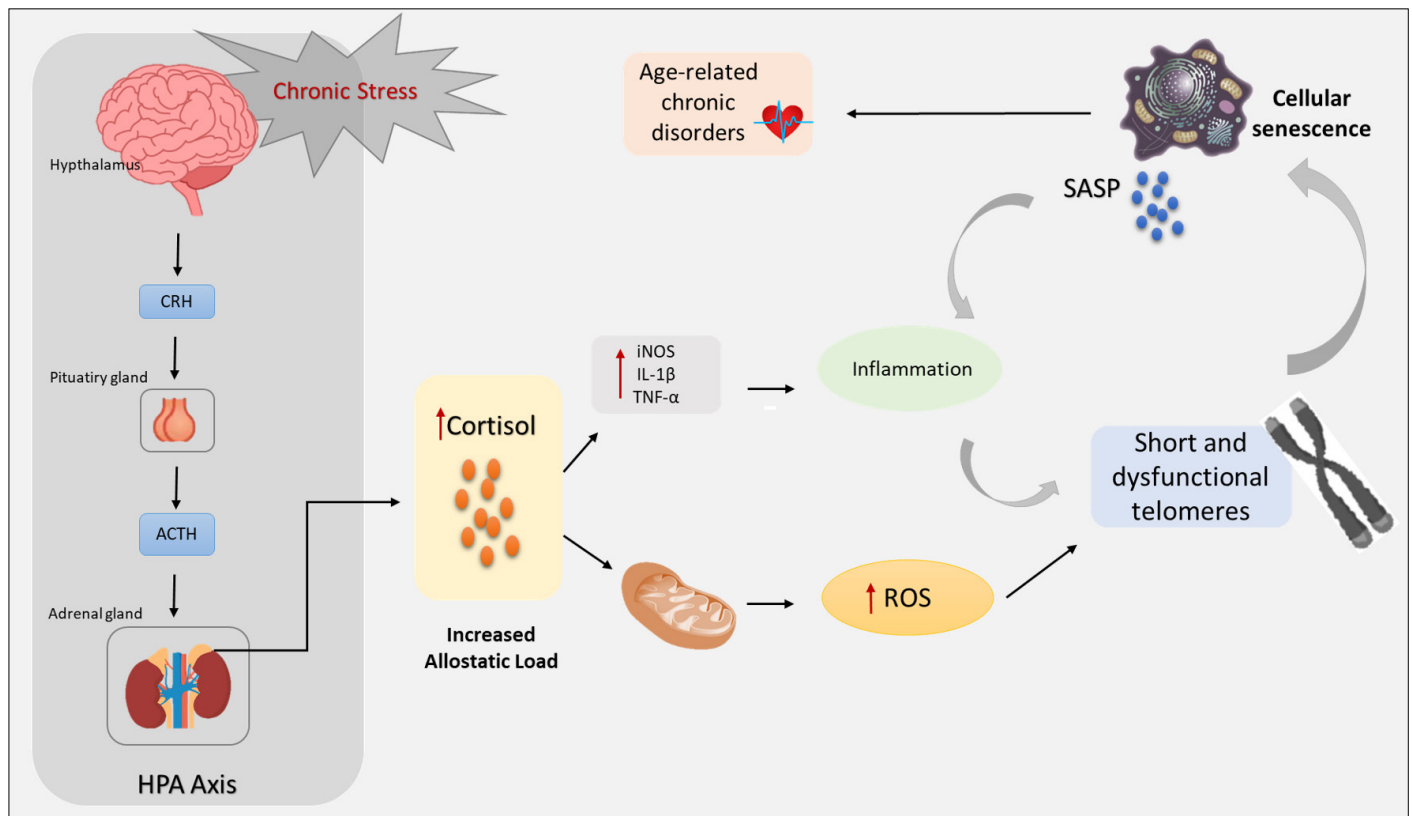 Chronic Stress
Hypthalamus
CRH
Pituatiry gland
ACTH
Adrenal gland
HPA Axis
Cortisol
Increased
Allostatic Load
iNOS
IL-1β
TNF-α
Inflammation
ROS
Short and
dysfunctional
telomeres
Cellular
senescence
SASP
Age-related
chronic
disorders